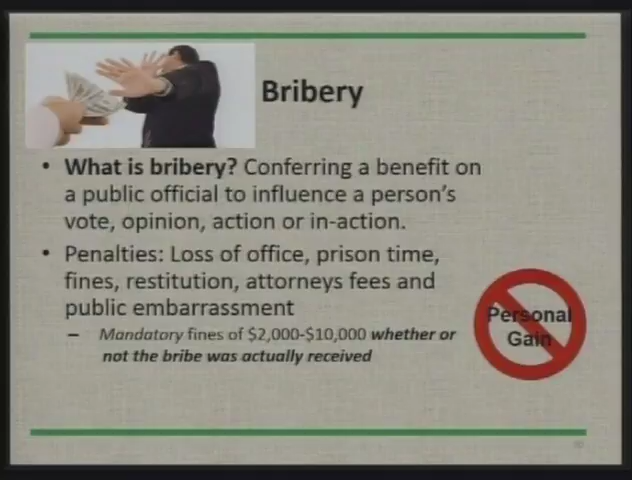 Bribery
• What is bribery? Conferring a benefit on
a public official to influence a person's
vote, opinion, action or in-action.
• Penalties: Loss of office, prison time,
fines, restitution, attorneys fees and
public embarrassment
– Mandatory fines of $2,000-$10,000 whether or
not the bribe was actually received
Personal
Gain